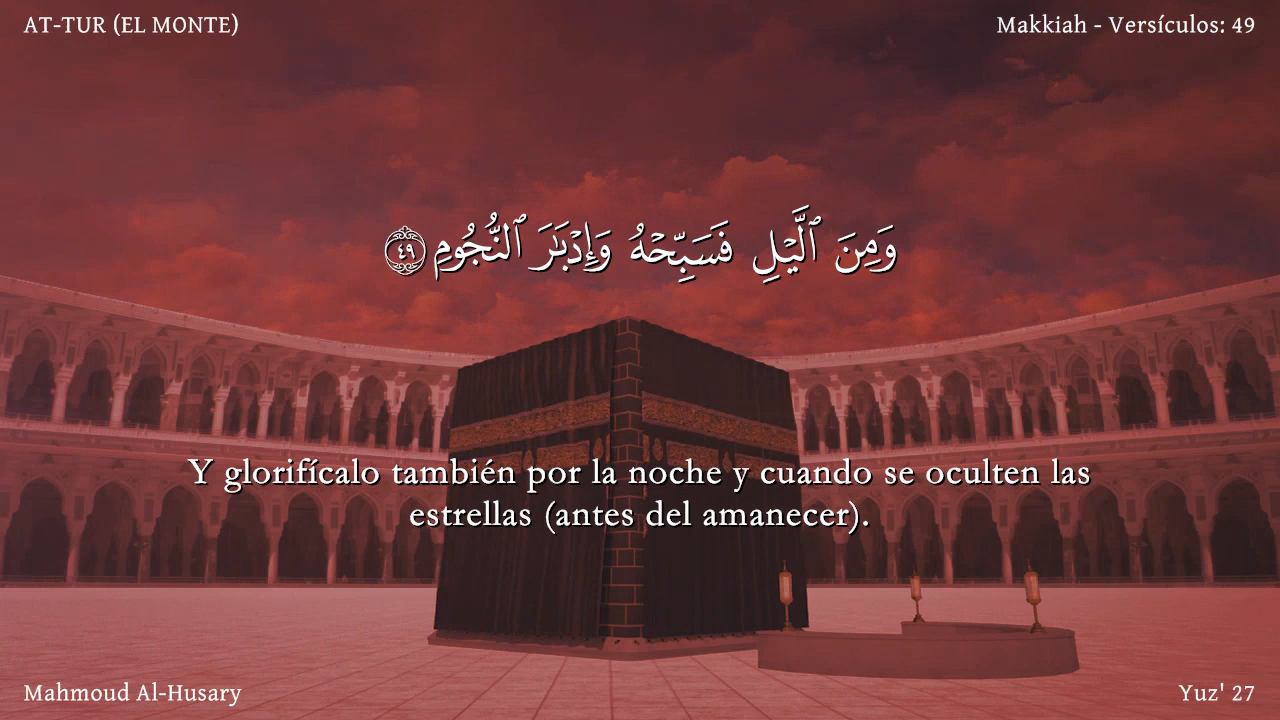 AT-TUR (EL MONTE)
Makkiah - Versículos: 49
وَمِنَ ٱلَّيۡلِ فَسَبِّحۡهُ وَإِدۡبَٰرَ ٱلنُّجُومِ ٤٩
Y glorifícalo también por la noche y cuando se oculten las
estrellas (antes del amanecer).
Mahmoud Al-Husary
Yuz' 27